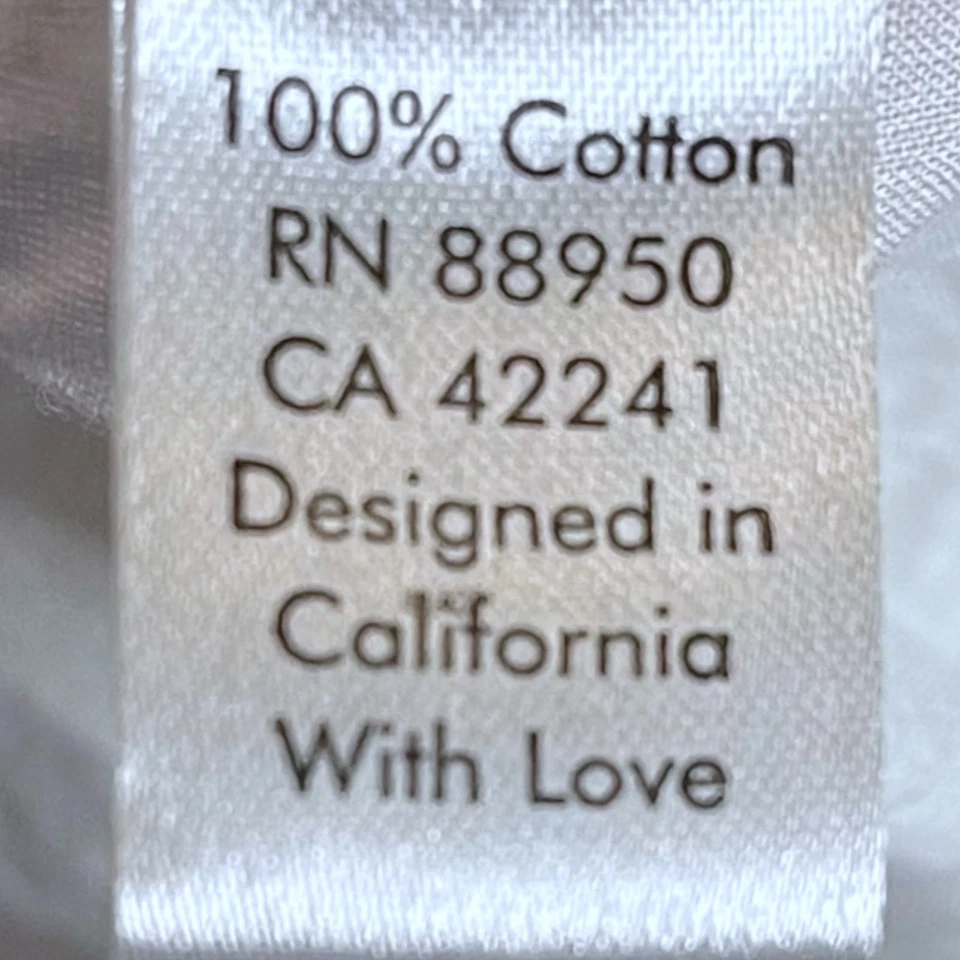 100% Cotton
RN 88950
CA 42241
Designed in
California
With Love